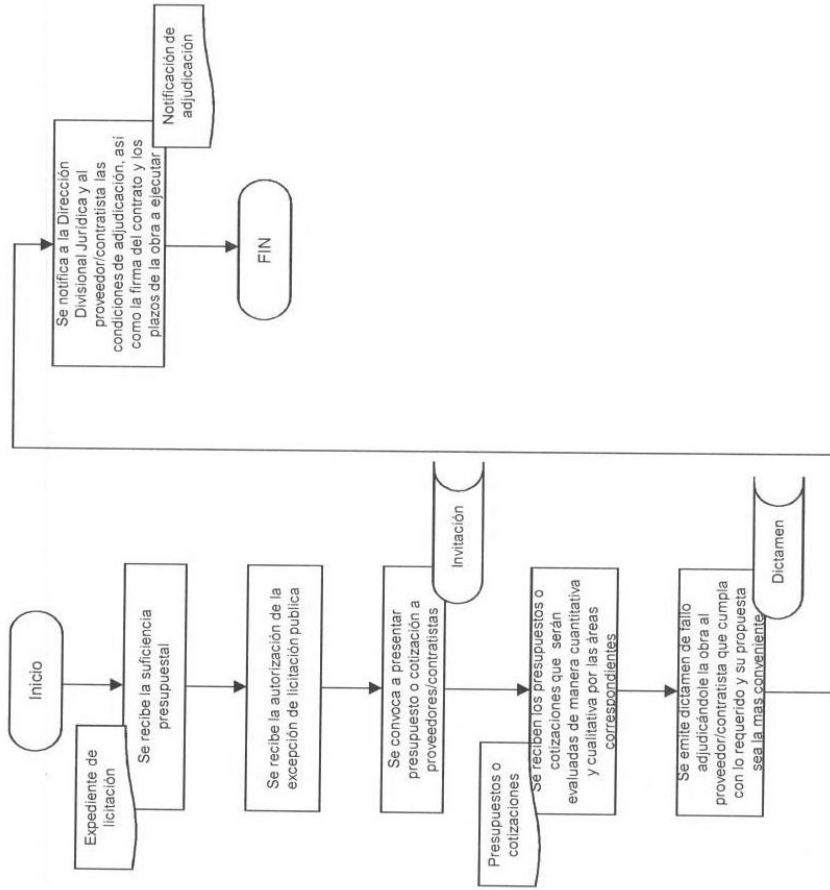 Inicio
Expediente de
licitación
Se recibe la suficiencia
presupuestal
Se recibe la autorización de la
excepción de licitación publica
Se convoca a presentar
presupuesto o cotización a
proveedores/contratistas
Invitación
Presupuestos o
cotizaciones
Se reciben los presupuestos o
cotizaciones que serán
evaluadas de manera cuantitativa
y cualitativa por las áreas
correspondientes
Se emite dictamen de fallo
adjudicándole la obra al
proveedor/contratista que cumpla
con lo requerido y su propuesta
sea la mas conveniente
Dictamen
Se notifica a la Dirección
Divisional Jurídica y al
proveedor/contratista las
condiciones de adjudicación, asi
como la firma del contrato y los
plazos de la obra a ejecutar
Notificación de
adjudicación
FIN